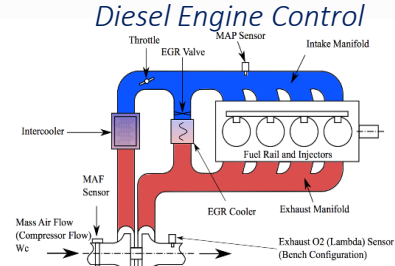 Diesel Engine Control
Throttle
MAP Sensor
EGR Valve
Intake Manifold
Intercooler
Fuel Rail and Injectors
MAF
Sensor
EGR Cooler
Exhaust Manifold
Mass Air Flow
(Compressor Flow)
Wc
Exhaust O2 (Lambda) Sensor
(Bench Configuration)